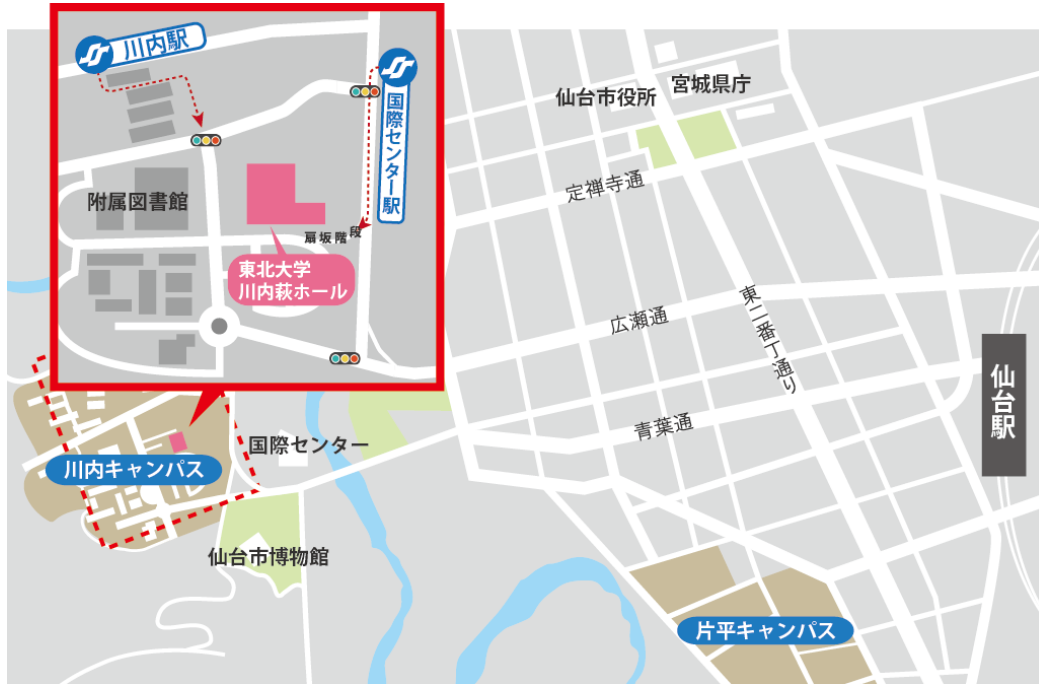 川内駅
国際センター駅
附属図書館
扇坂階段
東北大学
川内萩ホール
仙台市役所
宮城県庁
定禅寺通
広瀬通
東二番丁通り
青葉通
仙台駅
国際センター
川内キャンパス
仙台市博物館
片平キャンパス